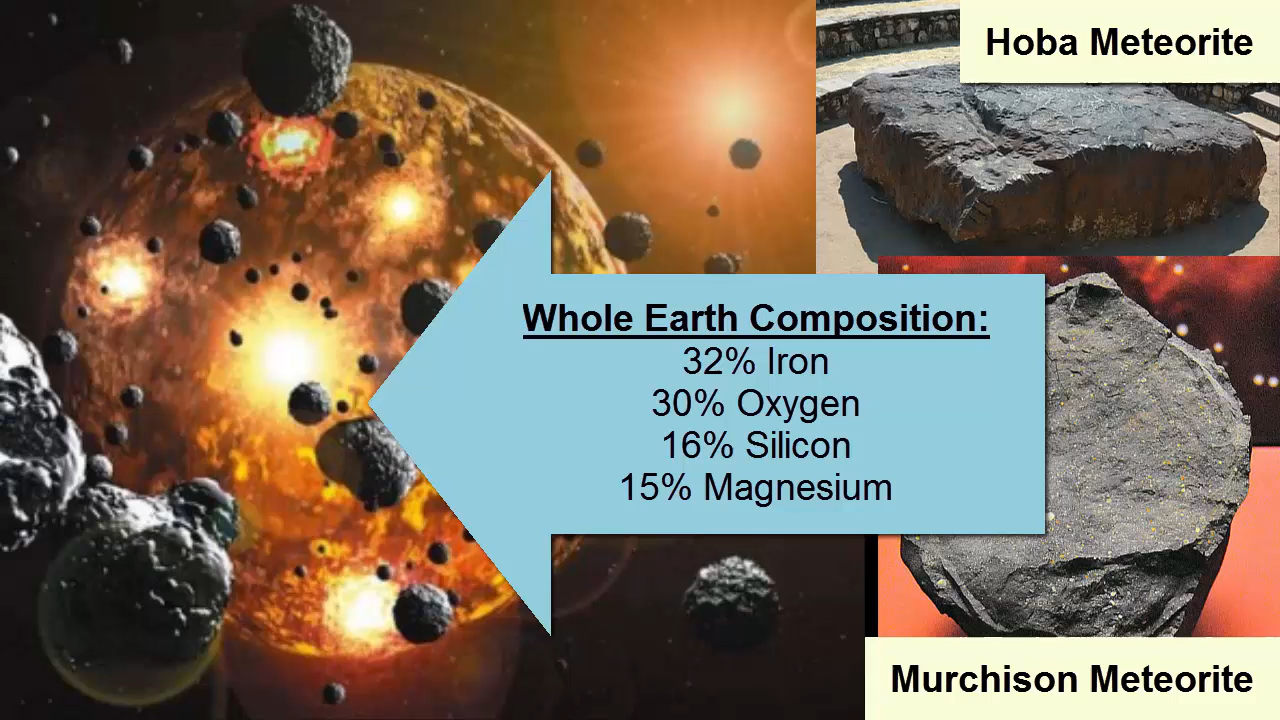 Hoba Meteorite
Whole Earth Composition:
32% Iron
30% Oxygen
16% Silicon
15% Magnesium
Murchison Meteorite